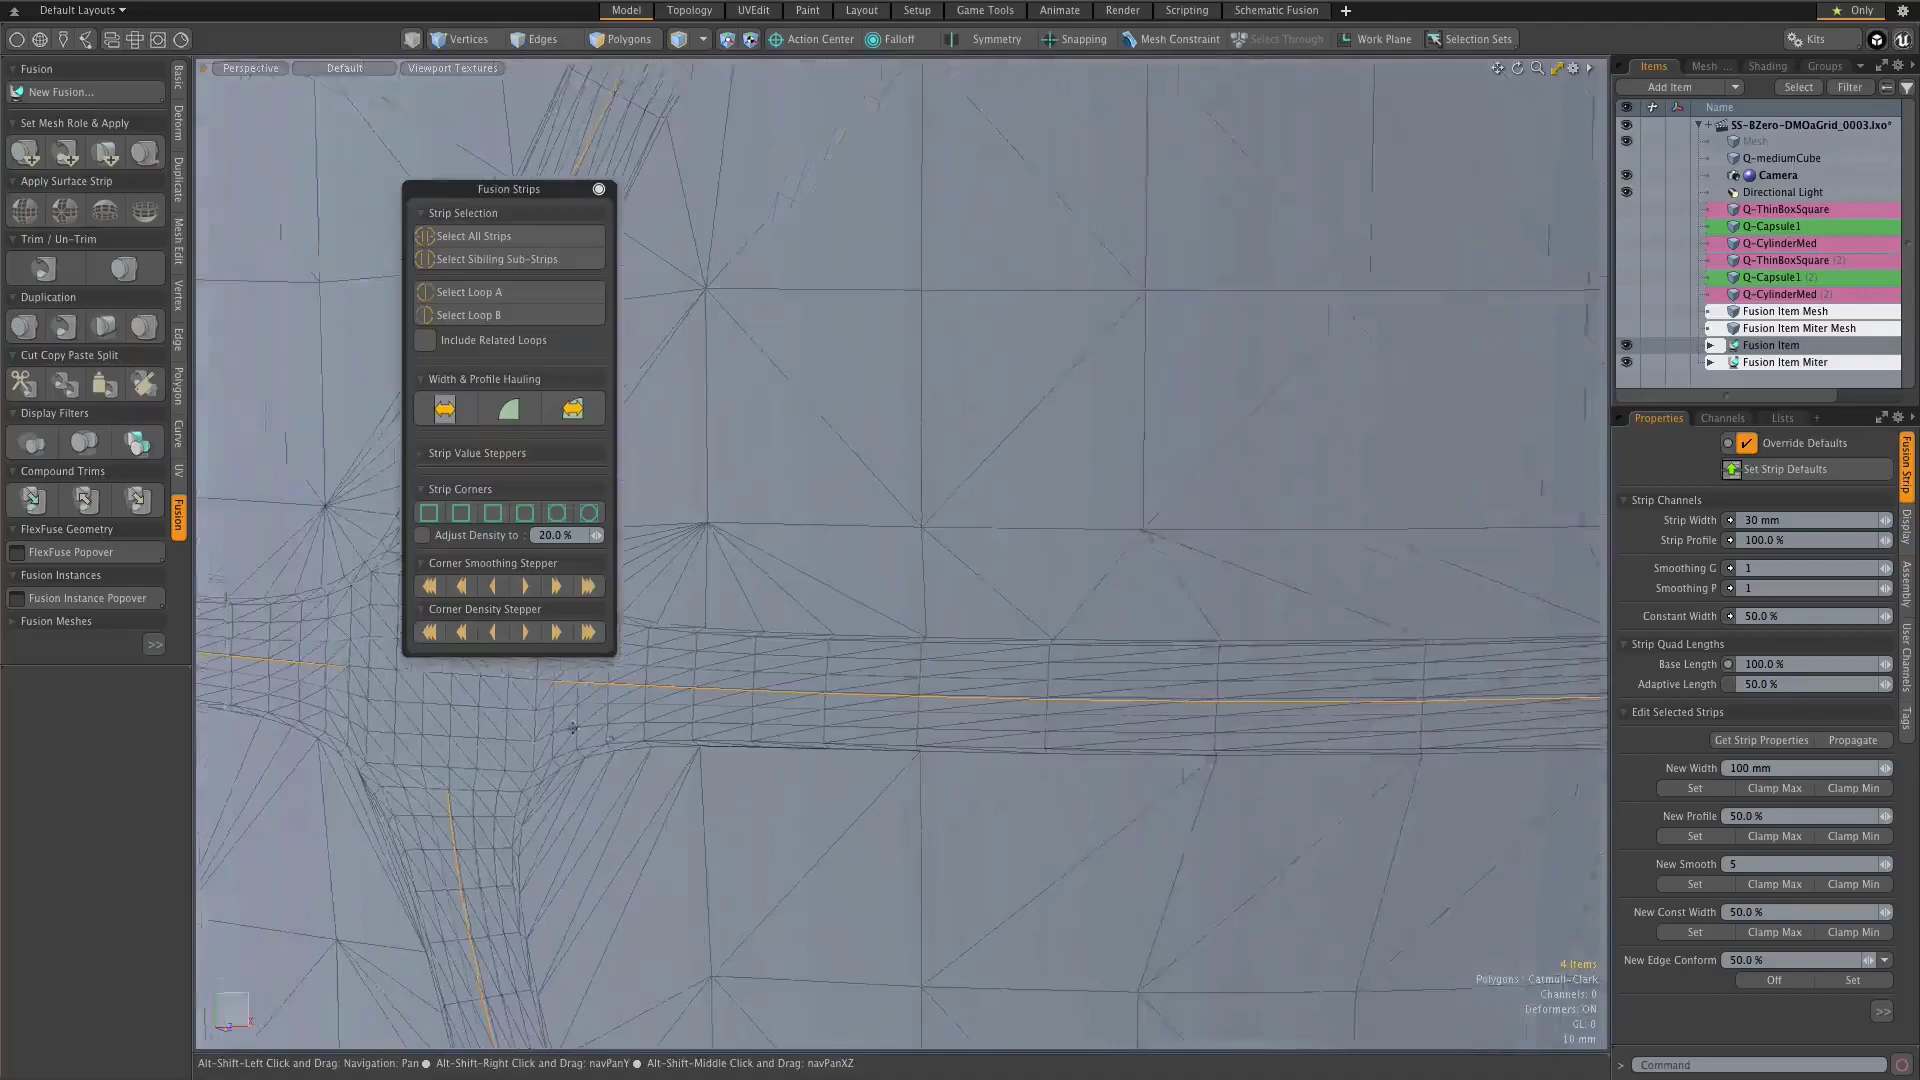 Default Layouts
Model
Topology
UVEdit
Paint
Layout
Setup
Game Tools
Animate
Render
Scripting
Schematic Fusion
Only
Vertices
Edges
Polygons
Action Center
Falloff
Symmetry
Snapping
Mesh Constraint
Select Through
Work Plane
Selection Sets
Kits
Fusion
New Fusion...
Set Mesh Role & Apply
Apply Surface Strip
Trim / Un-Trim
Duplication
Cut Copy Paste Split
Display Filters
Compound Trims
FlexFuse Geometry
FlexFuse Popover
Fusion Instances
Fusion Instance Popover
Fusion Meshes
>>
Basic
Deform
Duplicate
Mesh Edit
Vertex
Edge
Polygon
Curve
UV
Fusion
Perspective
Default
Viewport Textures
Fusion Strips
Strip Selection
Select All Strips
Select Sibiling Sub-Strips
Select Loop A
Select Loop B
Include Related Loops
Width & Profile Hauling
Strip Value Steppers
Strip Corners
Adjust Density to :
20.0 %
Corner Smoothing Stepper
Corner Density Stepper
4 Items
Polygons : Catmull-Clark
Channels: 0
Deformers: ON
GL: 0
10 mm
Alt-Shift-Left Click and Drag: Navigation: Pan ● Alt-Shift-Right Click and Drag: navPanY ● Alt-Shift-Middle Click and Drag: navPanXZ
Items
Mesh ...
Shading
Groups
Add Item
Select
Filter
Name
SS-BZero-DMOaGrid_0003.lxo*
Mesh
Q-mediumCube
Camera
Directional Light
Q-ThinBoxSquare
Q-Capsule1
Q-CylinderMed
Q-ThinBoxSquare (2)
Q-Capsule1 (2)
Q-CylinderMed (2)
Fusion Item Mesh
Fusion Item Miter Mesh
Fusion Item
Fusion Item Miter
Properties
Channels
Lists
+
Override Defaults
Set Strip Defaults
Strip Channels
Strip Width 30 mm
Strip Profile 100.0 %
Smoothing G 1
Smoothing P 1
Constant Width 50.0 %
Strip Quad Lengths
Base Length 100.0 %
Adaptive Length 50.0 %
Edit Selected Strips
Get Strip Properties
Propagate
New Width 100 mm
Set Clamp Max Clamp Min
New Profile 50.0 %
Set Clamp Max Clamp Min
New Smooth 5
Set Clamp Max Clamp Min
New Const Width 50.0 %
Set Clamp Max Clamp Min
New Edge Conform 50.0 %
Off Set
>>
Fusion Strip
Display
Assembly
User Channels
Tags
> Command